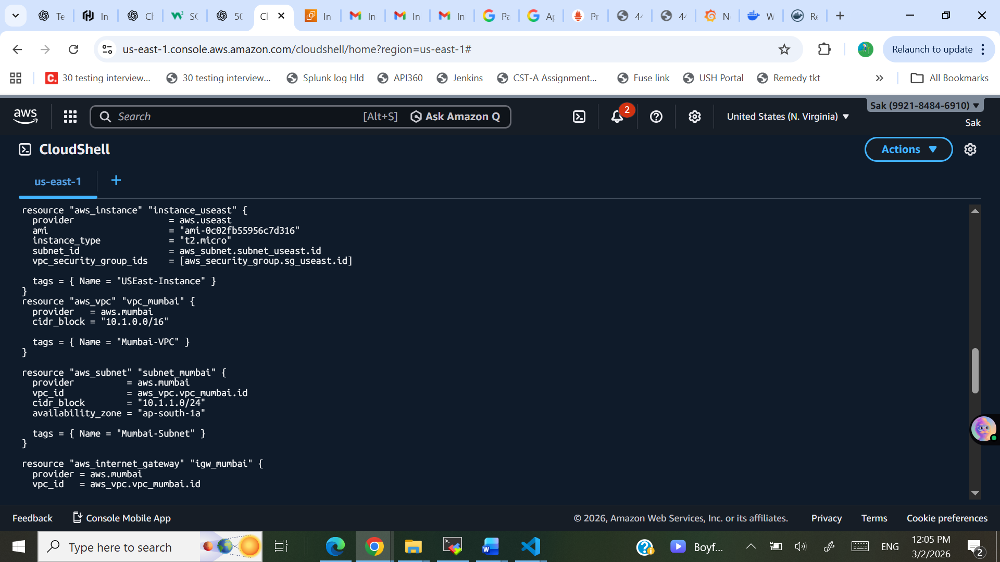 Te
In
Ch
SC
50
Cl
In
In
In
In
Pa
Ap
Pr
44
44
N
W
Re
us-east-1.console.aws.amazon.com/cloudshell/home?region=us-east-1#
Relaunch to update
30 testing interview...
30 testing interview...
Splunk log Hld
API360
Jenkins
CST-A Assignment...
Fuse link
USH Portal
Remedy tkt
All Bookmarks
aws
Search
[Alt+S]
Ask Amazon Q
2
United States (N. Virginia)
Sak (9921-8484-6910)
Sak
CloudShell
Actions
us-east-1
resource "aws_instance" "instance_useast" {
  provider                  = aws.useast
  ami                       = "ami-0c02fb55956c7d316"
  instance_type             = "t2.micro"
  subnet_id                 = aws_subnet.subnet_useast.id
  vpc_security_group_ids    = [aws_security_group.sg_useast.id]
  tags = { Name = "USEast-Instance" }
}
resource "aws_vpc" "vpc_mumbai" {
  provider   = aws.mumbai
  cidr_block = "10.1.0.0/16"
  tags = { Name = "Mumbai-VPC" }
}
resource "aws_subnet" "subnet_mumbai" {
  provider          = aws.mumbai
  vpc_id            = aws_vpc.vpc_mumbai.id
  cidr_block        = "10.1.1.0/24"
  availability_zone = "ap-south-1a"
  tags = { Name = "Mumbai-Subnet" }
}
resource "aws_internet_gateway" "igw_mumbai" {
  provider = aws.mumbai
  vpc_id   = aws_vpc.vpc_mumbai.id
Feedback
Console Mobile App
© 2026, Amazon Web Services, Inc. or its affiliates.
Privacy
Terms
Cookie preferences
Type here to search
Boyf...
ENG
12:05 PM
3/2/2026
2